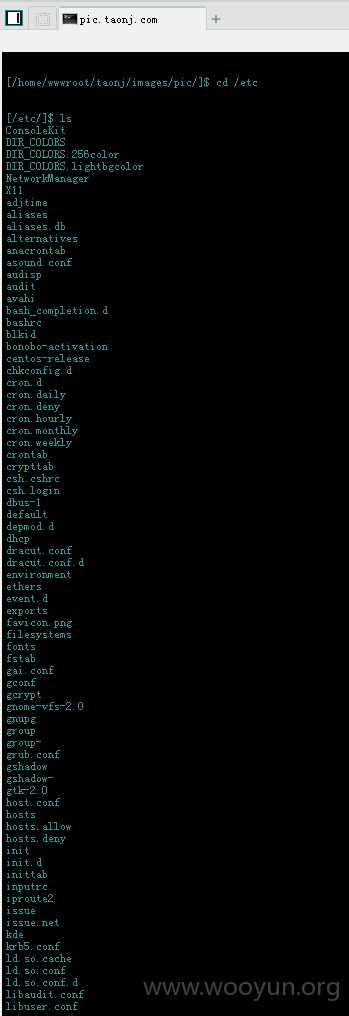 pic.taonj.com
[/home/wwwroot/taonj/images/pic/]$ cd /etc
[/etc/]$ ls
ConsoleKit
DIR_COLORS
DIR_COLORS.256color
DIR_COLORS.lightbgcolor
NetworkManager
X11
adjtime
aliases
aliases.db
alternatives
anacrontab
asound.conf
audisp
audit
avahi
bash_completion.d
bashrc
blkid
bonobo-activation
centos-release
chkconfig.d
cron.d
cron.daily
cron.deny
cron.hourly
cron.monthly
cron.weekly
crontab
crypttab
csh.cshrc
csh.login
dbus-1
default
depmod.d
dhcp
dracut.conf
dracut.conf.d
environment
ethers
event.d
exports
favicon.png
filesystems
fonts
fstab
gai.conf
gconf
gcrypt
gnome-vfs-2.0
gnupg
group
group-
grub.conf
gshadow
gshadow-
gtk-2.0
host.conf
hosts
hosts.allow
hosts.deny
init
init.d
inittab
inputrc
iproute2
issue
issue.net
kde
krb5.conf
ld.so.cache
ld.so.conf
ld.so.conf.d
libaudit.conf
libuser.conf
www.wooyun.org